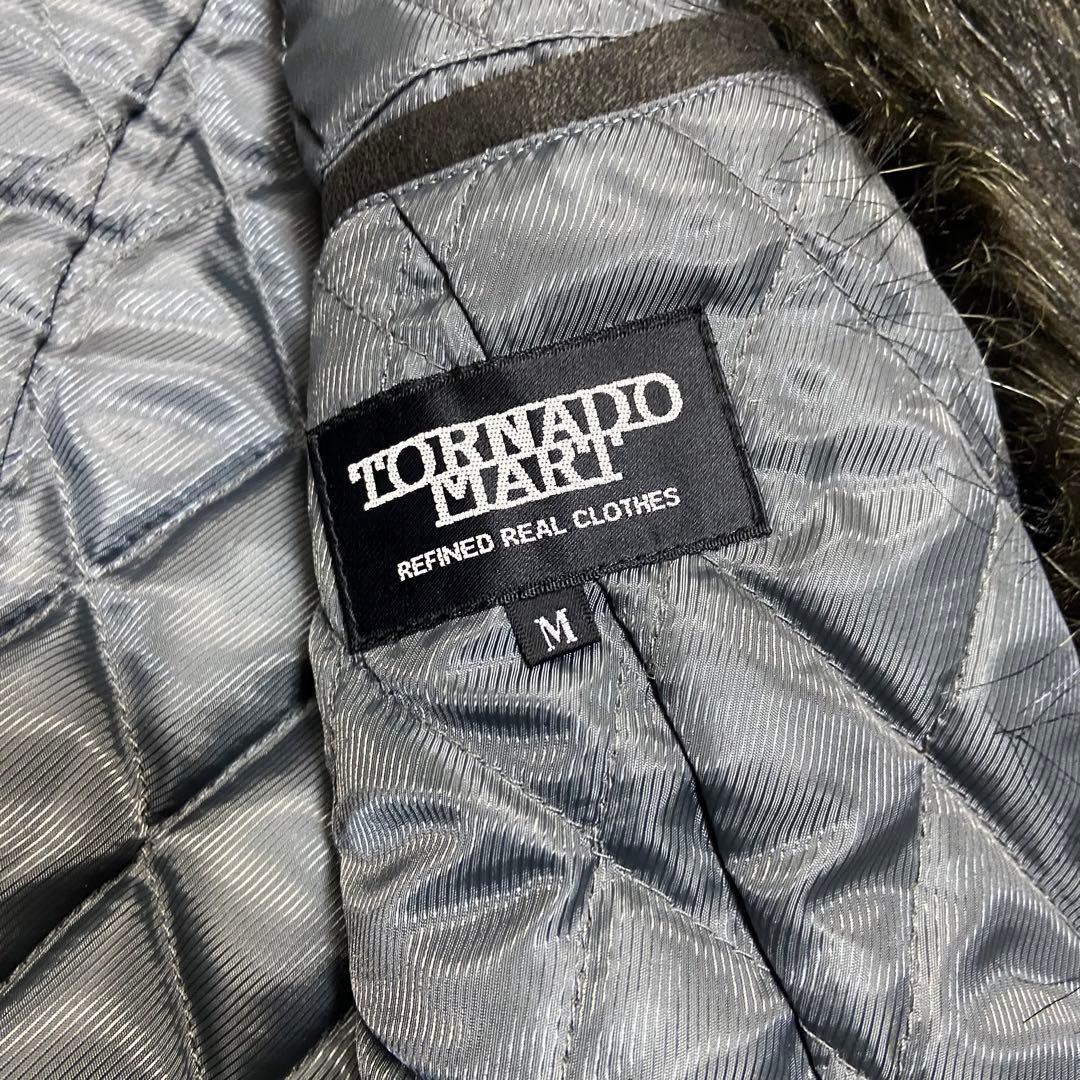 TORNADO
MART
REFINED REAL CLOTHES
M